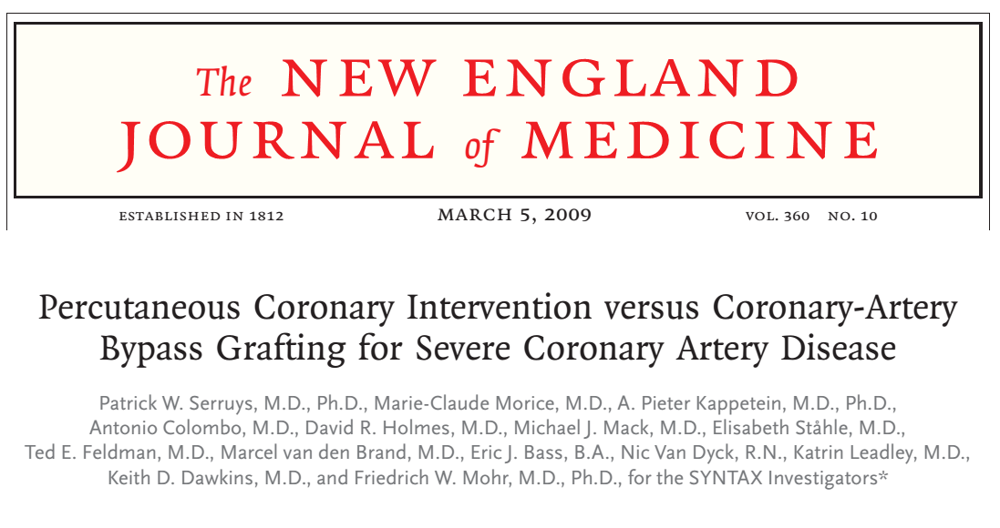 The NEW ENGLAND
JOURNAL of MEDICINE
ESTABLISHED IN 1812 MARCH 5, 2009 VOL. 360 NO. 10
Percutaneous Coronary Intervention versus Coronary-Artery
Bypass Grafting for Severe Coronary Artery Disease
Patrick W. Serruys, M.D., Ph.D., Marie-Claude Morice, M.D., A. Pieter Kappetein, M.D., Ph.D.,
Antonio Colombo, M.D., David R. Holmes, M.D., Michael J. Mack, M.D., Elisabeth Ståhle, M.D.,
Ted E. Feldman, M.D., Marcel van den Brand, M.D., Eric J. Bass, B.A., Nic Van Dyck, R.N., Katrin Leadley, M.D.,
Keith D. Dawkins, M.D., and Friedrich W. Mohr, M.D., Ph.D., for the SYNTAX Investigators*